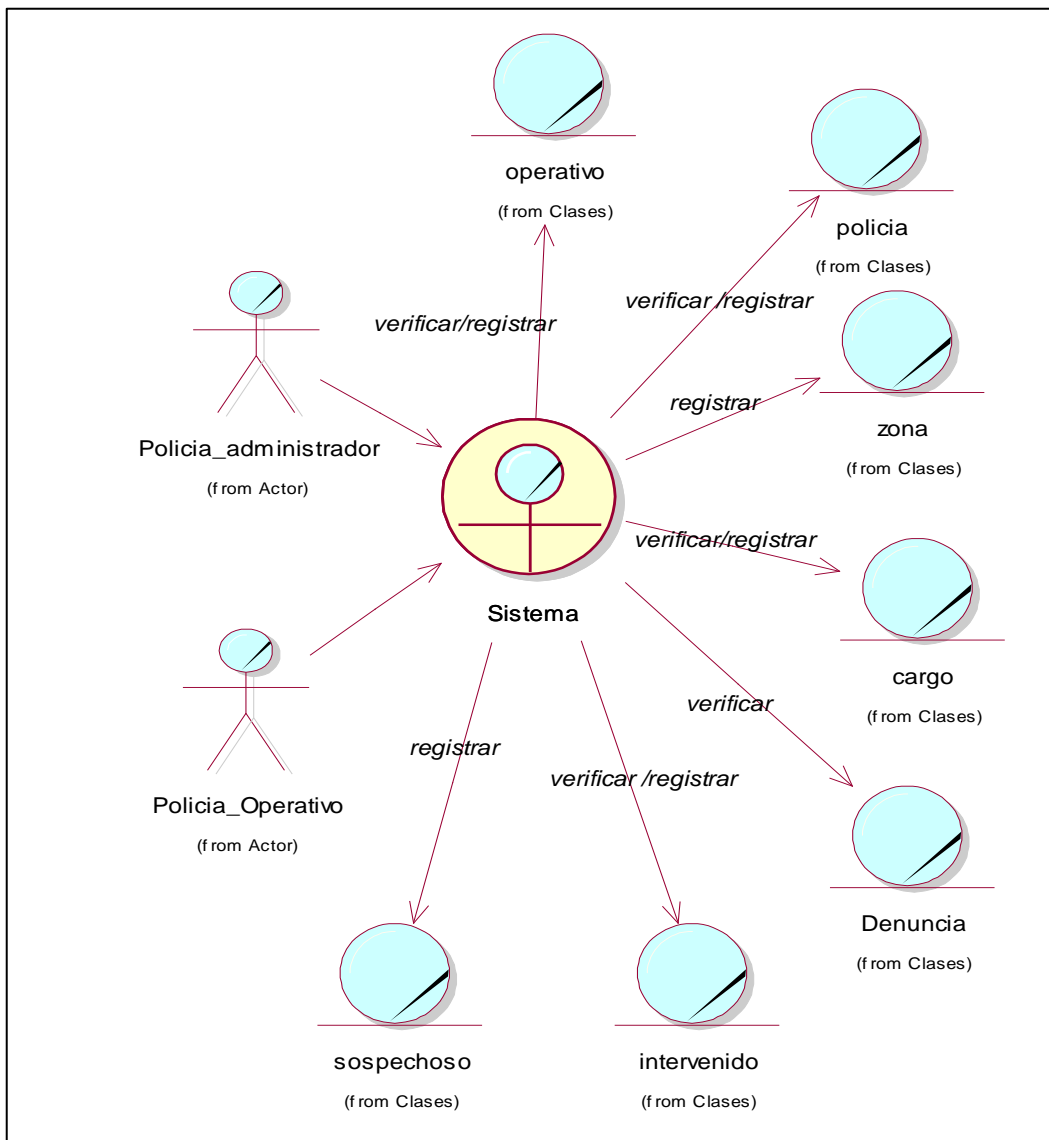 operativo
(from Clases)
policia
(from Clases)
verificar/registrar
verificar /registrar
Policia_administrador
(from Actor)
registrar
zona
(from Clases)
verificar/registrar
Sistema
cargo
(from Clases)
Policia_Operativo
(from Actor)
verificar
registrar
verificar /registrar
Denuncia
(from Clases)
sospechoso
(from Clases)
intervenido
(from Clases)